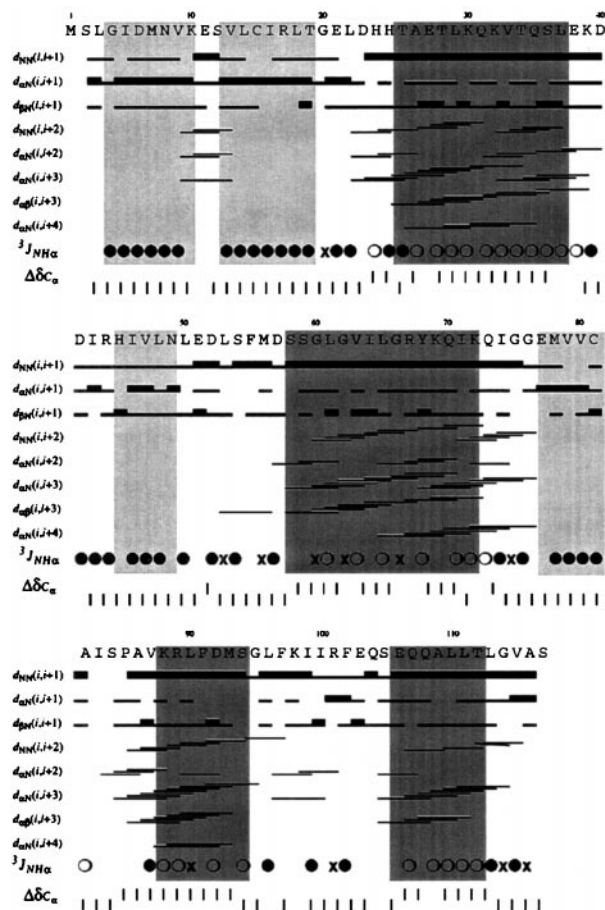 1 10 20 30 40
M S L G I D M N V K E S V L C I R L T G E L D H H T A E T L K Q K V T Q S L E K D
dNN(i,i+1)
dαN(i,i+1)
dβN(i,i+1)
dNN(i,i+2)
dαN(i,i+2)
dαN(i,i+3)
dαβ(i,i+3)
dαN(i,i+4)
3JNHα x
ΔδCα
50 60 70 80
D I R H I V L N L E D L S F M D S S G L G V I L G R Y K Q I K Q I G G E M V V C
dNN(i,i+1)
dαN(i,i+1)
dβN(i,i+1)
dNN(i,i+2)
dαN(i,i+2)
dαN(i,i+3)
dαβ(i,i+3)
dαN(i,i+4)
3JNHα x x x x x x
ΔδCα
90 100 110
A I S P A V K R L F D M S G L F K I I R F E Q S E Q Q A L L T L G V A S
dNN(i,i+1)
dαN(i,i+1)
dβN(i,i+1)
dNN(i,i+2)
dαN(i,i+2)
dαN(i,i+3)
dαβ(i,i+3)
dαN(i,i+4)
3JNHα x x x x
ΔδCα